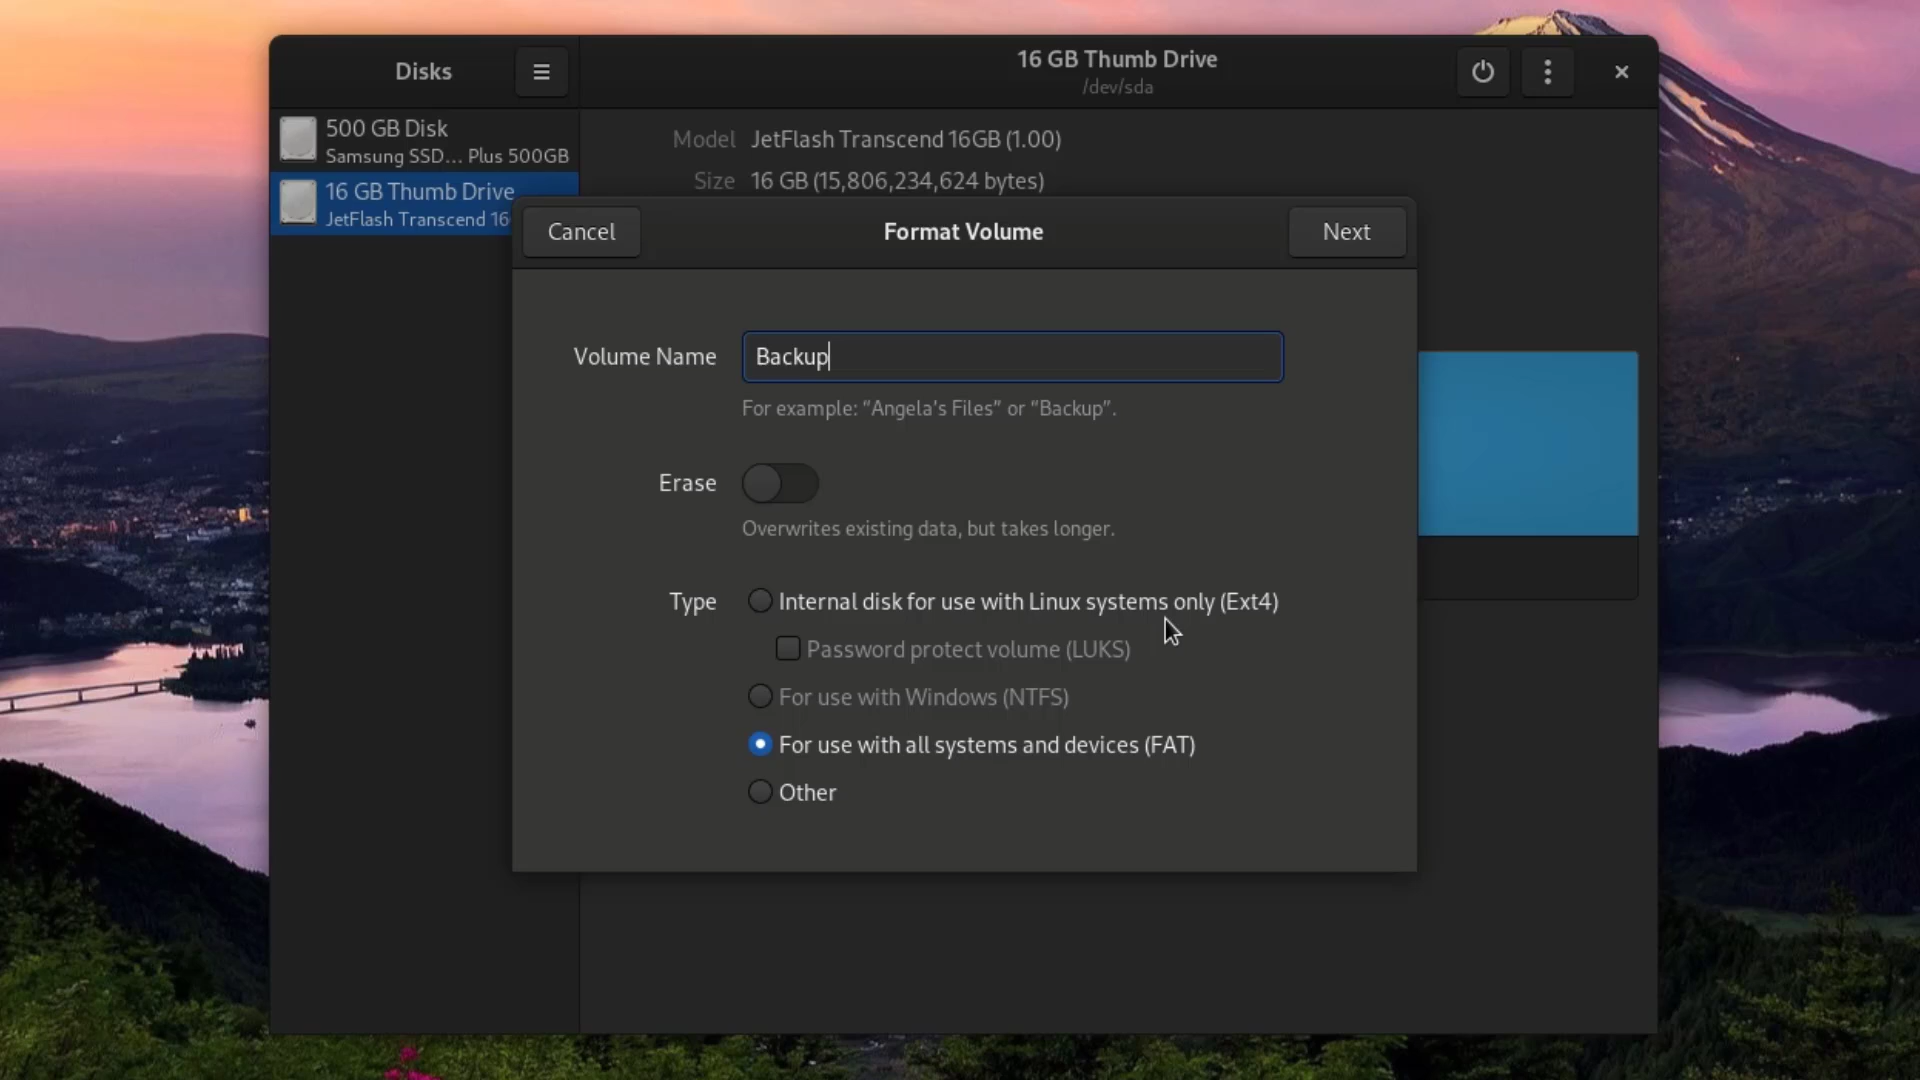 Disks
16 GB Thumb Drive
/dev/sda
500 GB Disk
Samsung SSD... Plus 500GB
16 GB Thumb Drive
JetFlash Transcend 16
Model JetFlash Transcend 16GB (1.00)
Size 16 GB (15,806,234,624 bytes)
Cancel
Format Volume
Next
Volume Name Backup
For example: “Angela's Files” or “Backup”.
Erase
Overwrites existing data, but takes longer.
Type Internal disk for use with Linux systems only (Ext4)
Password protect volume (LUKS)
For use with Windows (NTFS)
For use with all systems and devices (FAT)
Other